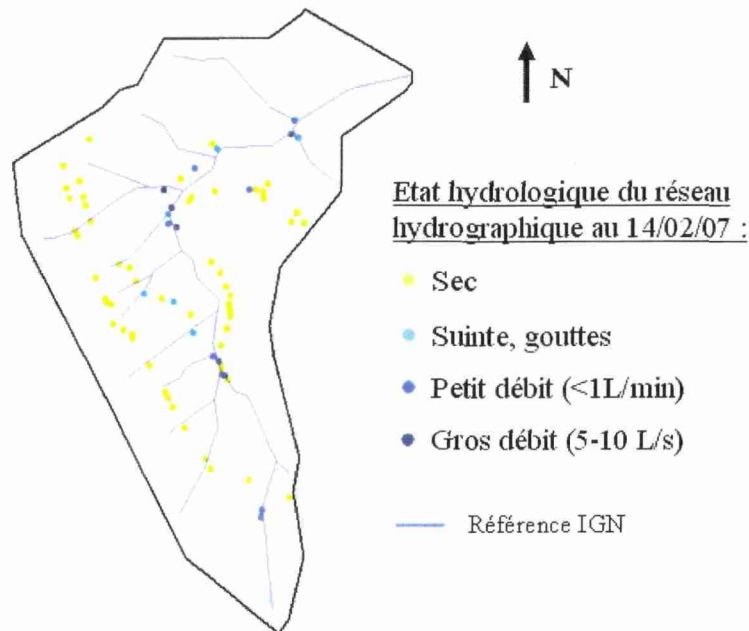 N
Etat hydrologique du réseau
hydrographique au 14/02/07 :
Sec
Suinte, gouttes
Petit débit (<1L/min)
Gros débit (5-10 L/s)
Référence IGN